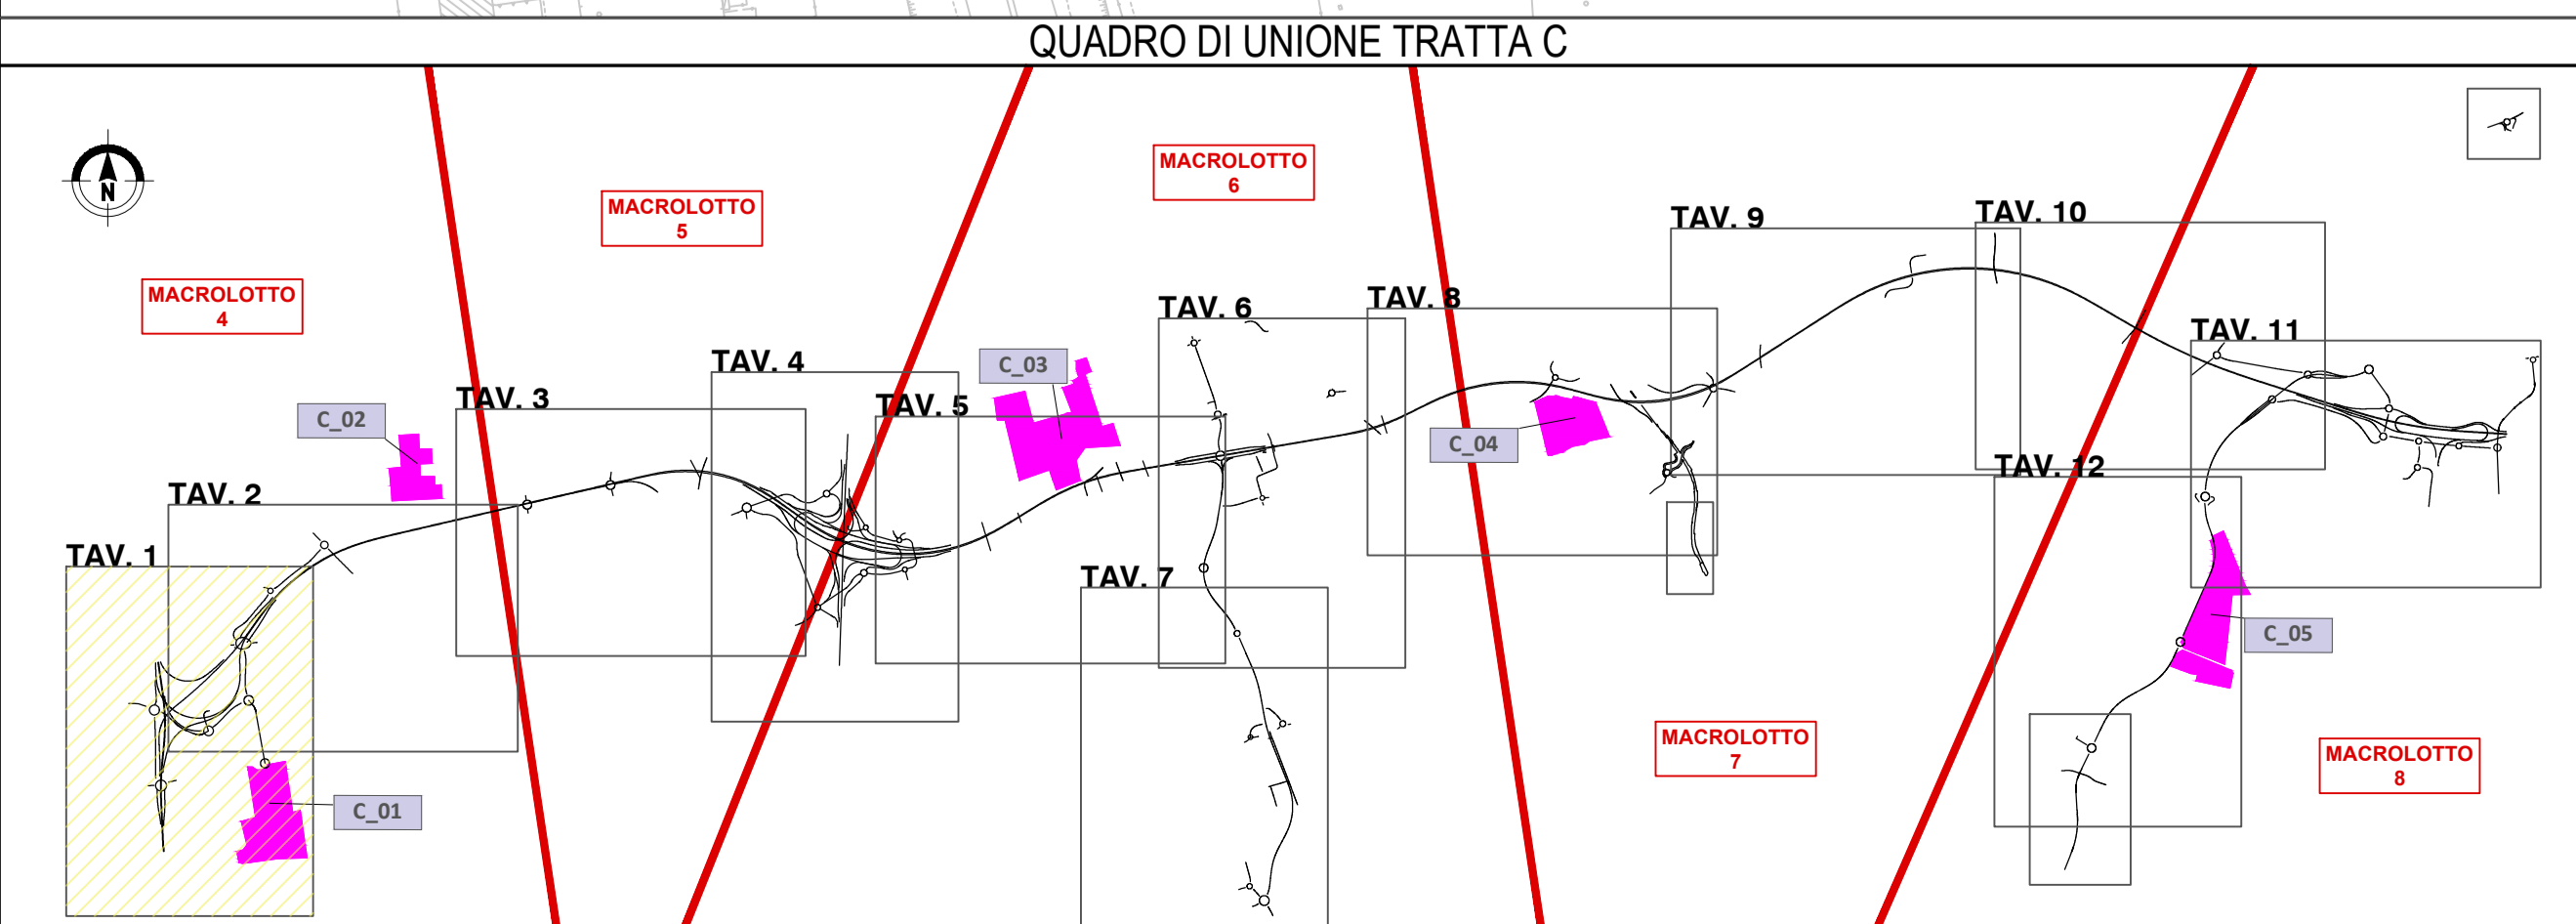 QUADRO DI UNIONE TRATTA C
N
MACROLOTTO
4
MACROLOTTO
5
MACROLOTTO
6
MACROLOTTO
7
MACROLOTTO
8
TAV. 1
TAV. 2
TAV. 3
TAV. 4
TAV. 5
TAV. 6
TAV. 7
TAV. 8
TAV. 9
TAV. 10
TAV. 11
TAV. 12
C_01
C_02
C_03
C_04
C_05